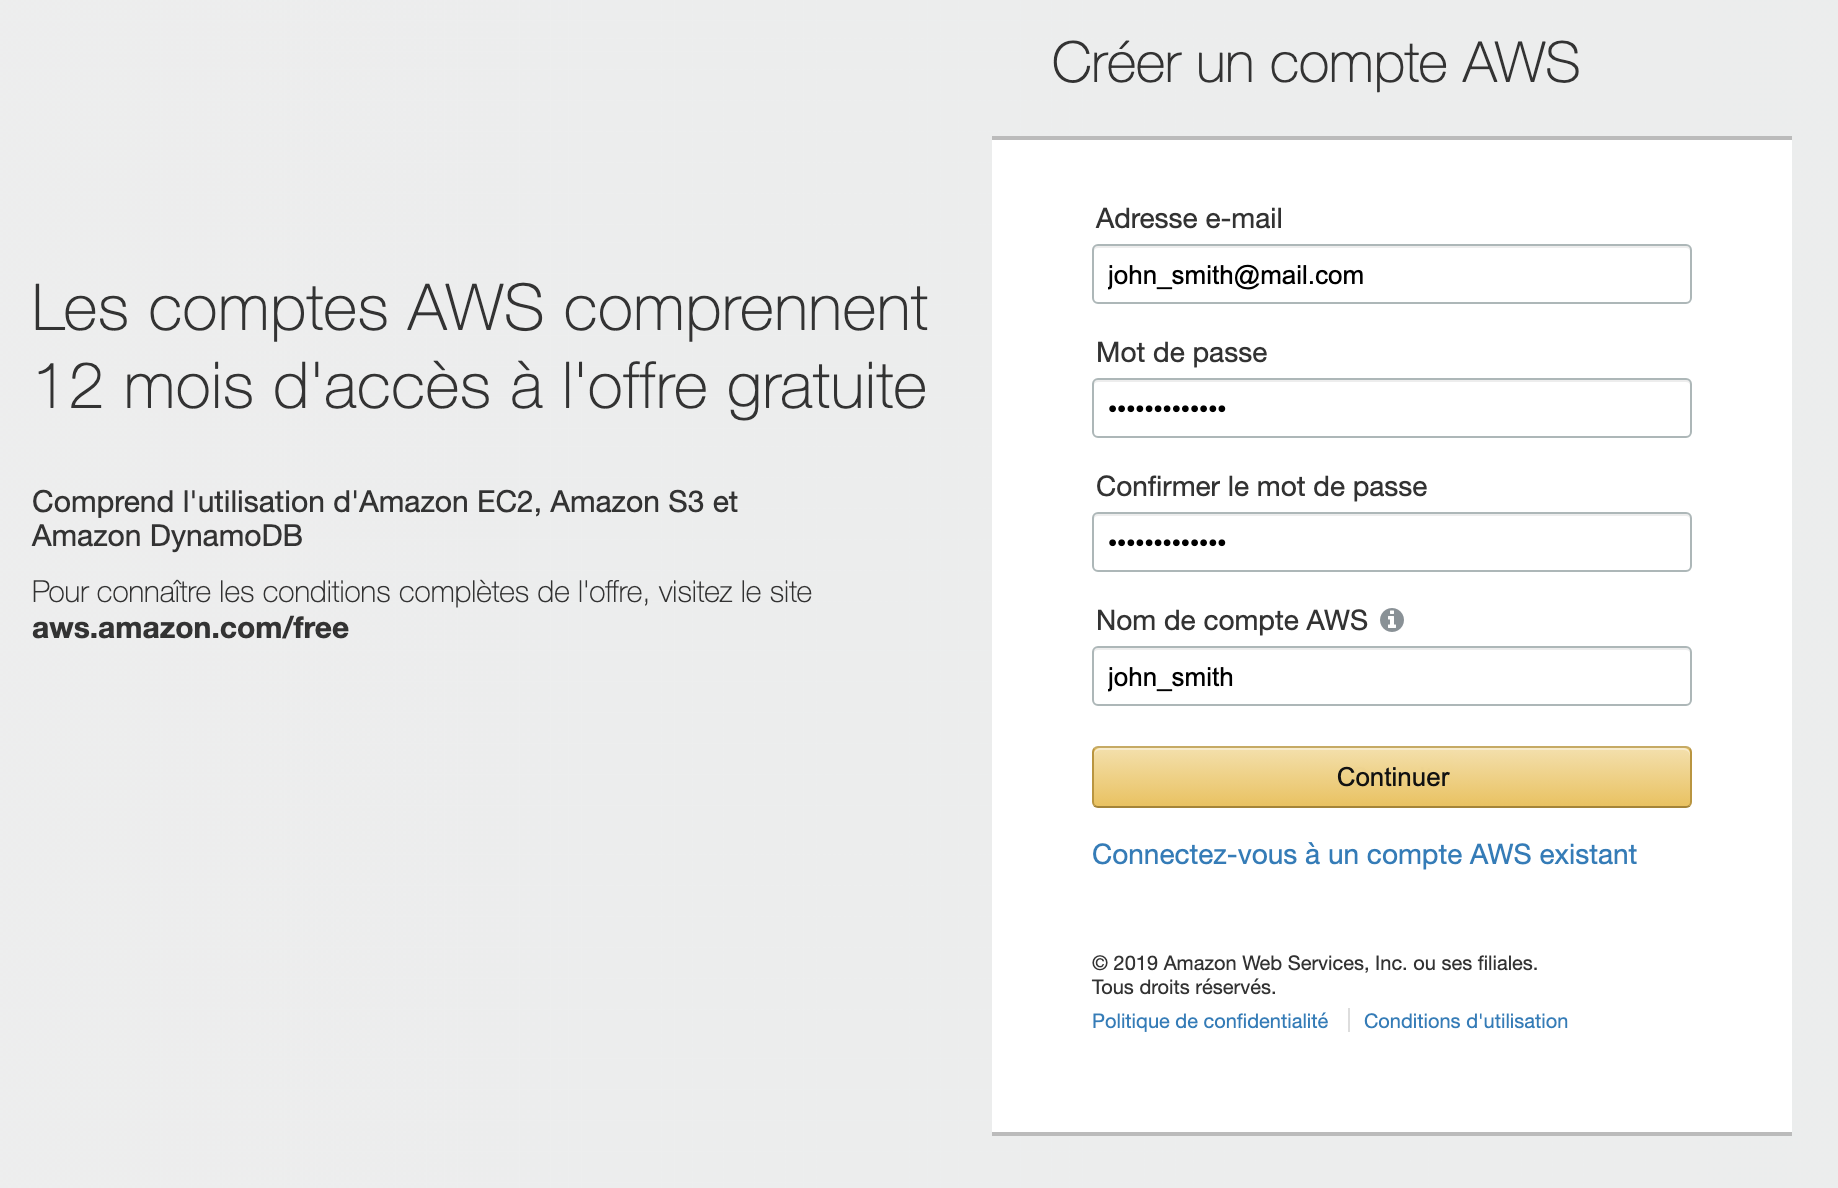 Créer un compte AWS
Les comptes AWS comprennent
12 mois d'accès à l'offre gratuite
Comprend l'utilisation d'Amazon EC2, Amazon S3 et
Amazon DynamoDB
Pour connaître les conditions complètes de l'offre, visitez le site
aws.amazon.com/free
Adresse e-mail
john_smith@mail.com
Mot de passe
•••••••••••••
Confirmer le mot de passe
•••••••••••••
Nom de compte AWS
john_smith
Continuer
Connectez-vous à un compte AWS existant
© 2019 Amazon Web Services, Inc. ou ses filiales.
Tous droits réservés.
Politique de confidentialité | Conditions d'utilisation